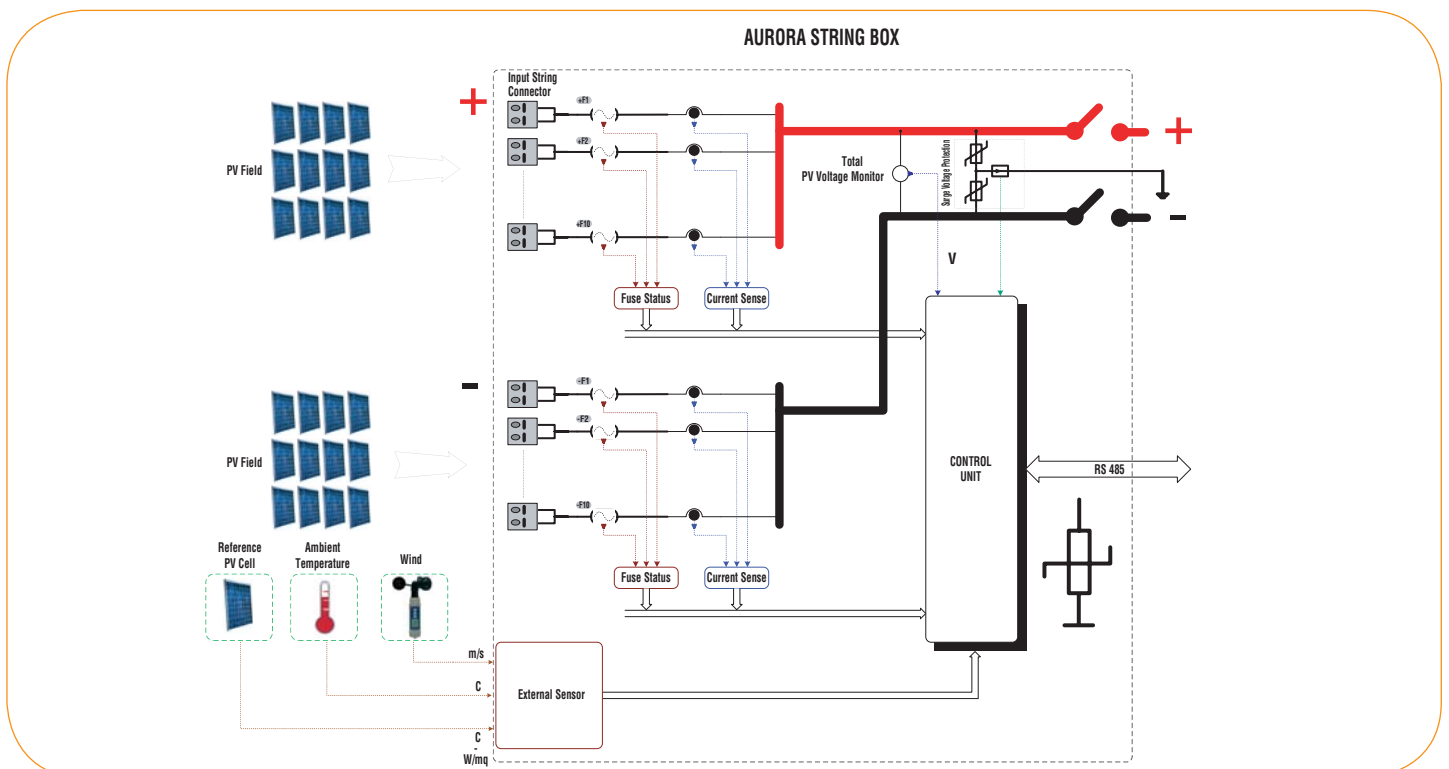 AURORA STRING BOX
Input String
Connector
+
+F1
+F2
+F10
PV Field
Total
PV Voltage Monitor
Surge Voltage Protection
+
-
V
Fuse Status
Current Sense
-
-F1
-F2
-F10
PV Field
CONTROL
UNIT
RS 485
Fuse Status
Current Sense
Reference
PV Cell
Ambient
Temperature
Wind
m/s
C
External Sensor
C
-
W/mq